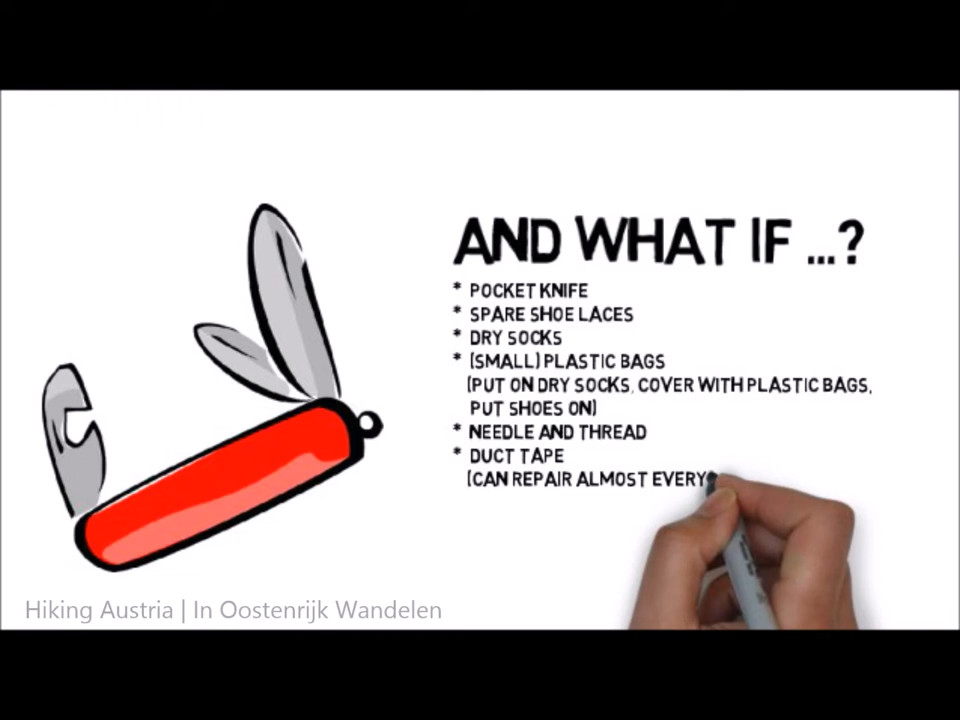 AND WHAT IF ...?
* POCKET KNIFE
* SPARE SHOE LACES
* DRY SOCKS
* (SMALL) PLASTIC BAGS
(PUT ON DRY SOCKS, COVER WITH PLASTIC BAGS,
PUT SHOES ON)
* NEEDLE AND THREAD
* DUCT TAPE
(CAN REPAIR ALMOST EVERY
Hiking Austria | In Oostenrijk Wandelen